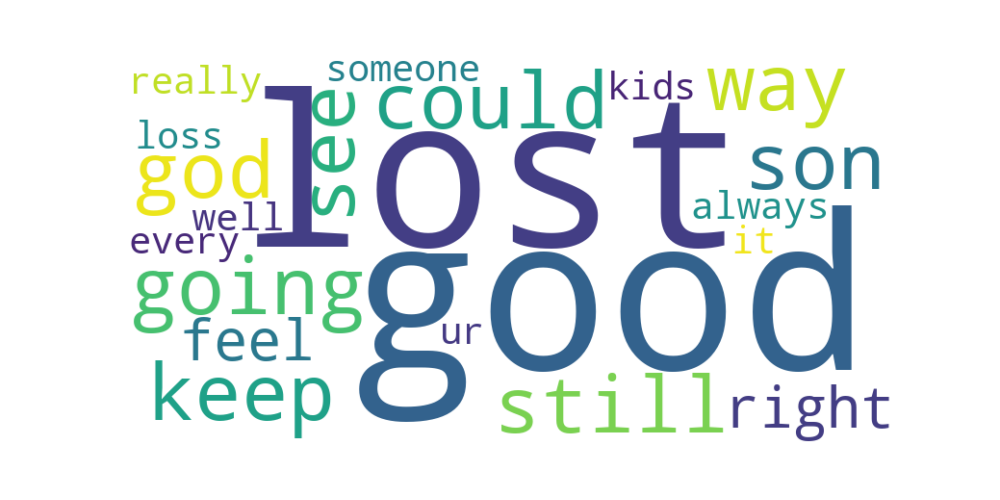 someone
really
see
could
kids
way
lost
loss
god
son
well
always
every
it
going
good
ur
feel
keep
still
right